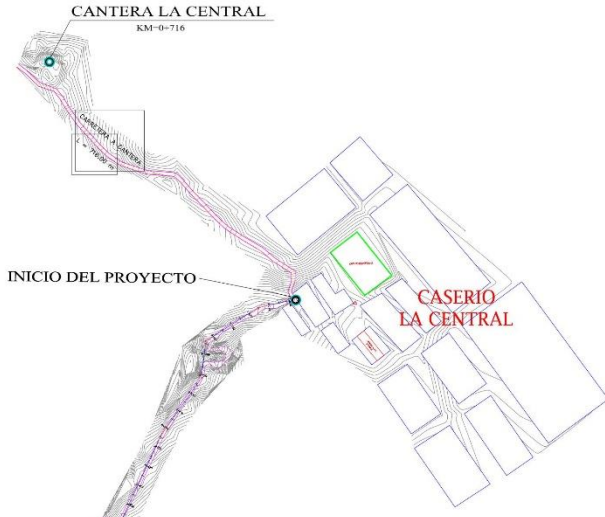 CANTERA LA CENTRAL
KM=0+716
CARRETERA A CANTERA
L = 716.00 m
INICIO DEL PROYECTO
CASERIO
LA CENTRAL